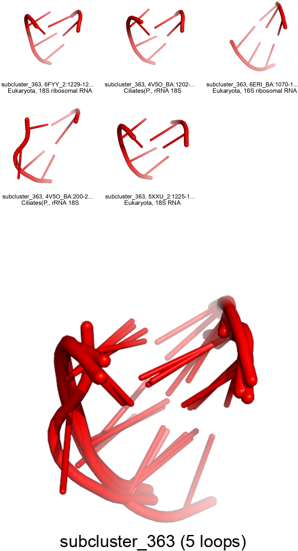 subcluster_363, 6FYY_2:1229-12...
Eukaryota, 18S ribosomal RNA
subcluster_363, 4V5O_BA:1202-...
Ciliates(P., rRNA 18S
subcluster_363, 6ERI_BA:1070-1...
Eukaryota, 16S ribosomal RNA
subcluster_363, 4V5O_BA:200-2...
Ciliates(P., rRNA 18S
subcluster_363, 5XXU_2:1225-1...
Eukaryota, 18S RNA
subcluster_363 (5 loops)